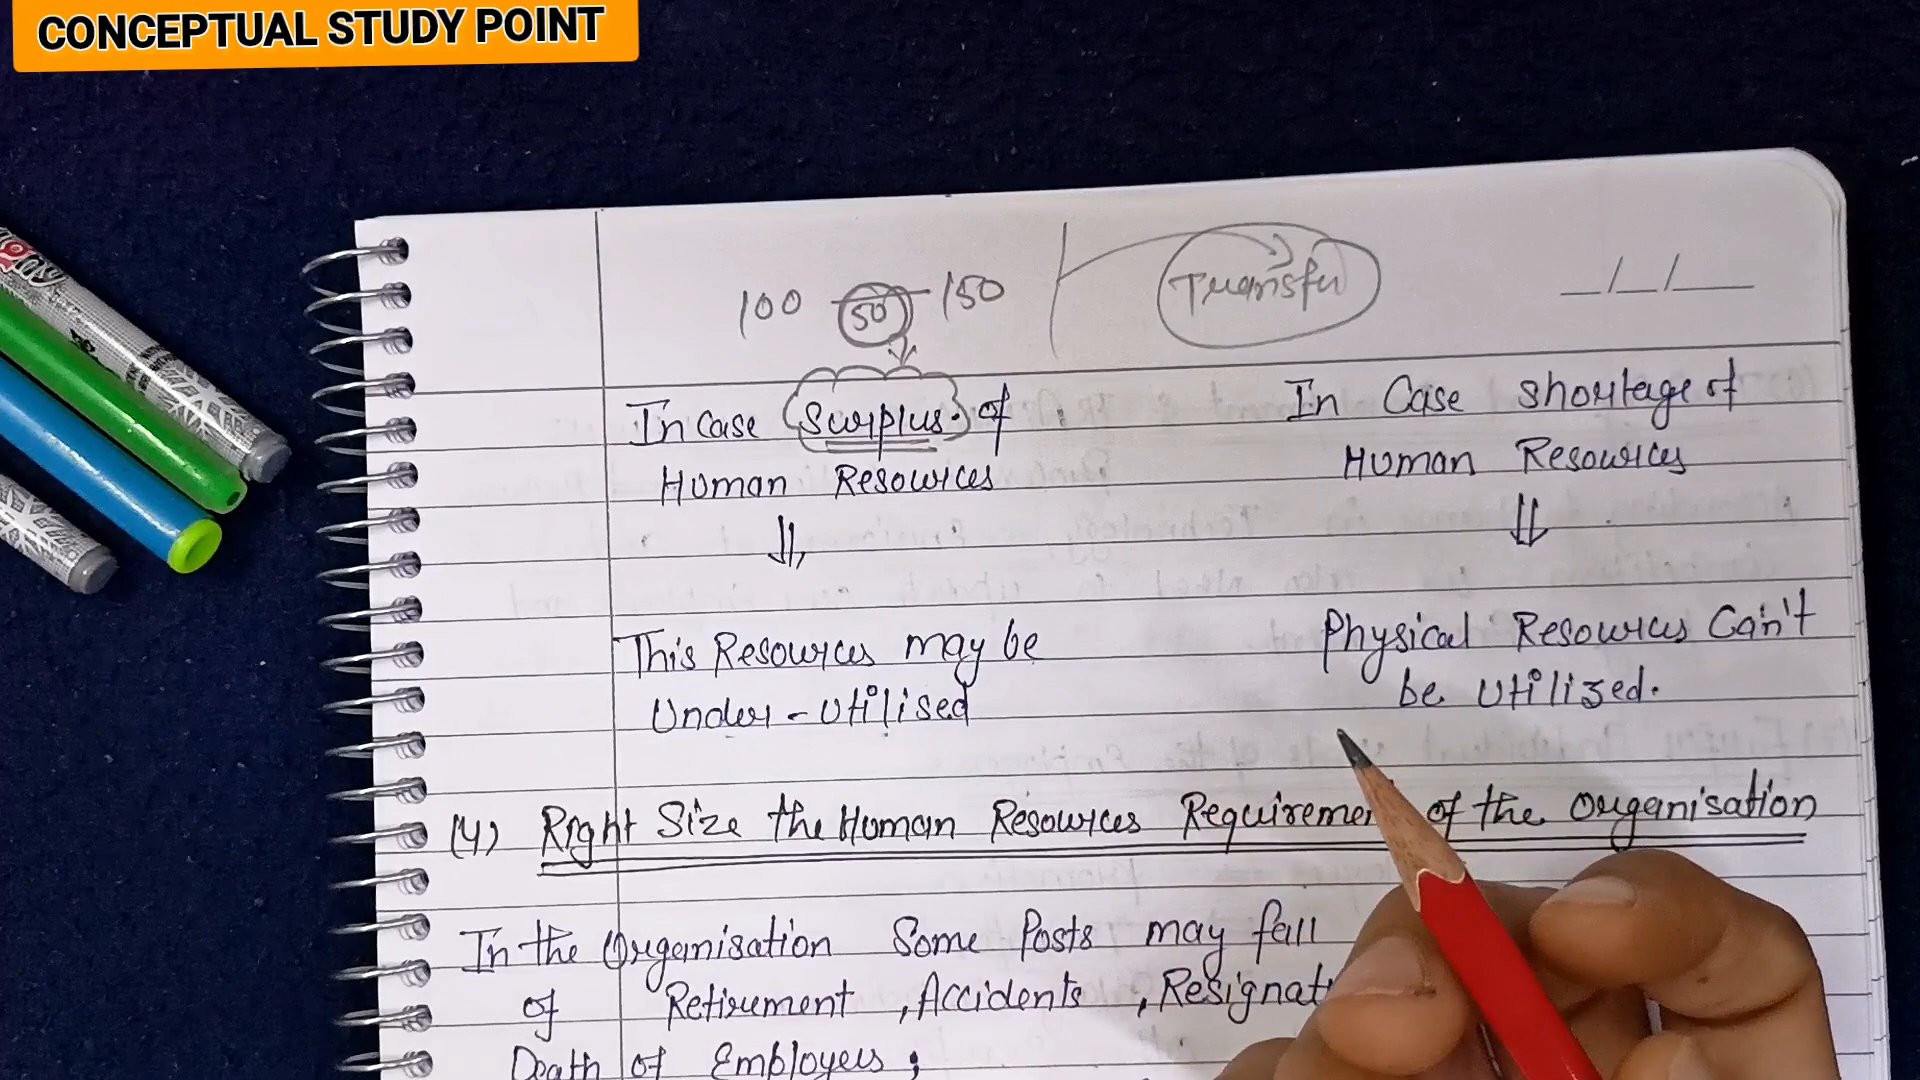 CONCEPTUAL STUDY POINT
100 50 150 Transfer
_/_/__
In case Surplus. of
Human Resources
In Case shortage of
Human Resources
This Resources may be
Under-utilised
Physical Resources Can't
be utilized.
(4) Right Size the Human Resources Requiremen of the Organisation
In the Organisation Some Posts may fall
of Retirement, Accidents, Resignat
Death of Employees;